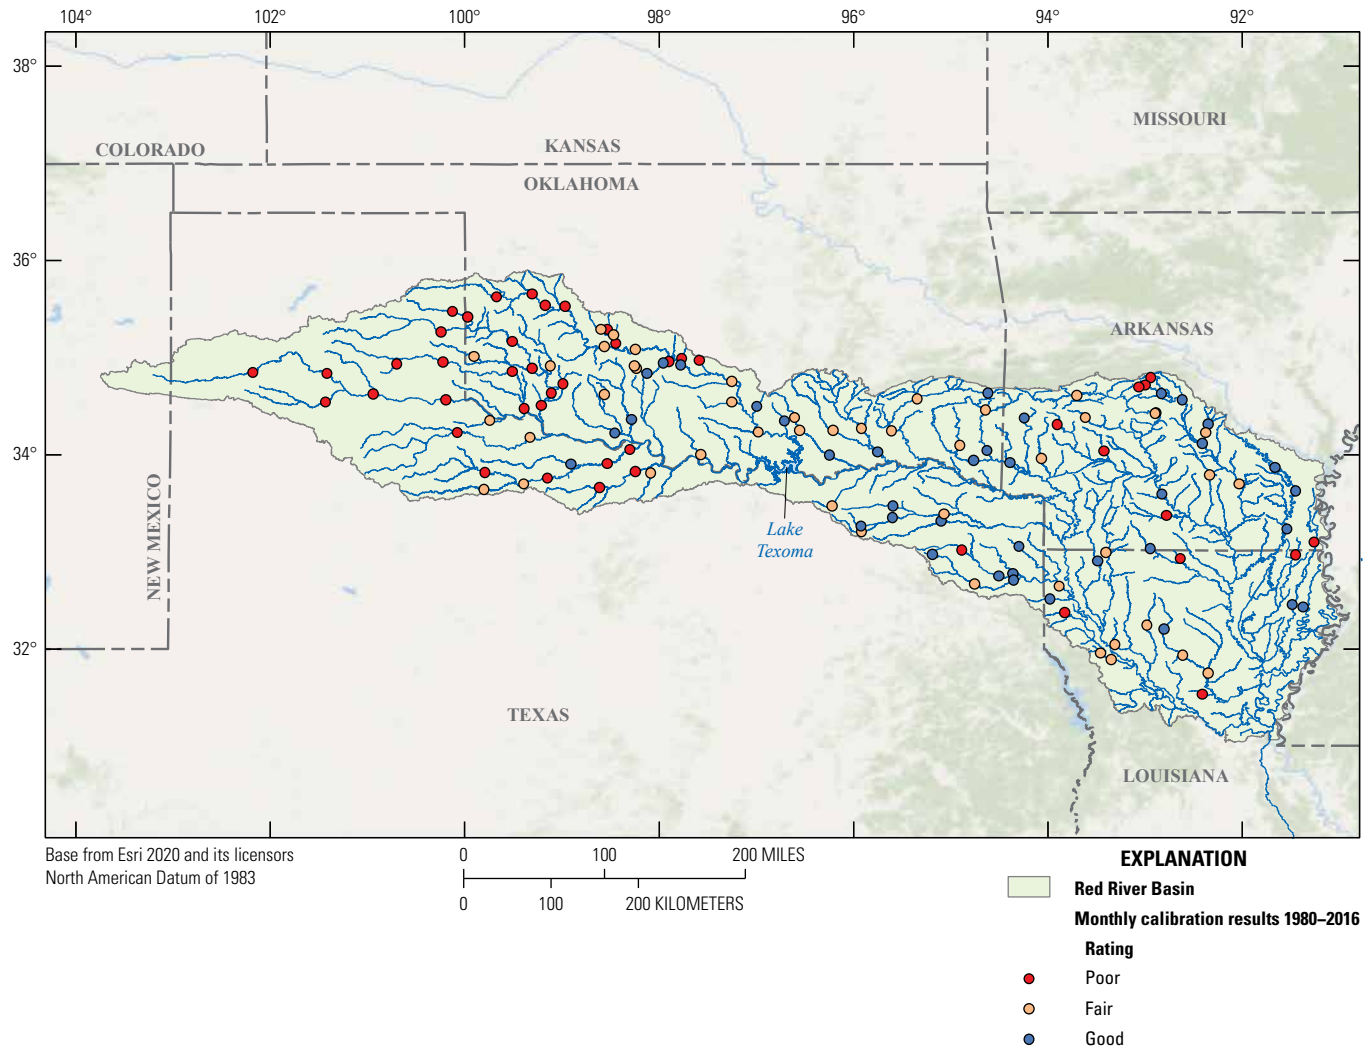 104° 102° 100° 98° 96° 94° 92°
38°
MISSOURI
COLORADO
KANSAS
OKLAHOMA
36°
ARKANSAS
34°
NEW MEXICO
Lake
Texoma
32°
TEXAS
LOUISIANA
Base from Esri 2020 and its licensors
North American Datum of 1983
0 100 200 MILES
0 100 200 KILOMETERS
EXPLANATION
Red River Basin
Monthly calibration results 1980–2016
Rating
Poor
Fair
Good